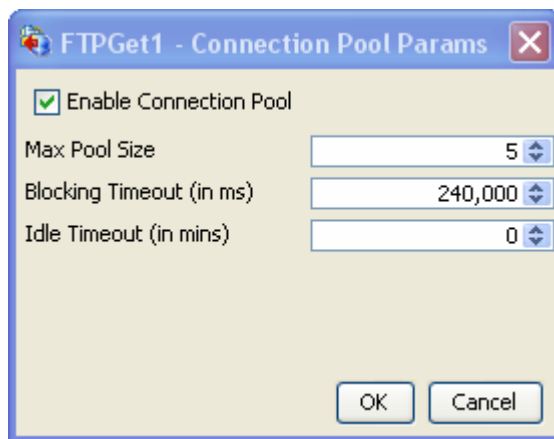 FTPGet1 - Connection Pool Params
Enable Connection Pool
Max Pool Size 5
Blocking Timeout (in ms) 240,000
Idle Timeout (in mins) 0
OK Cancel